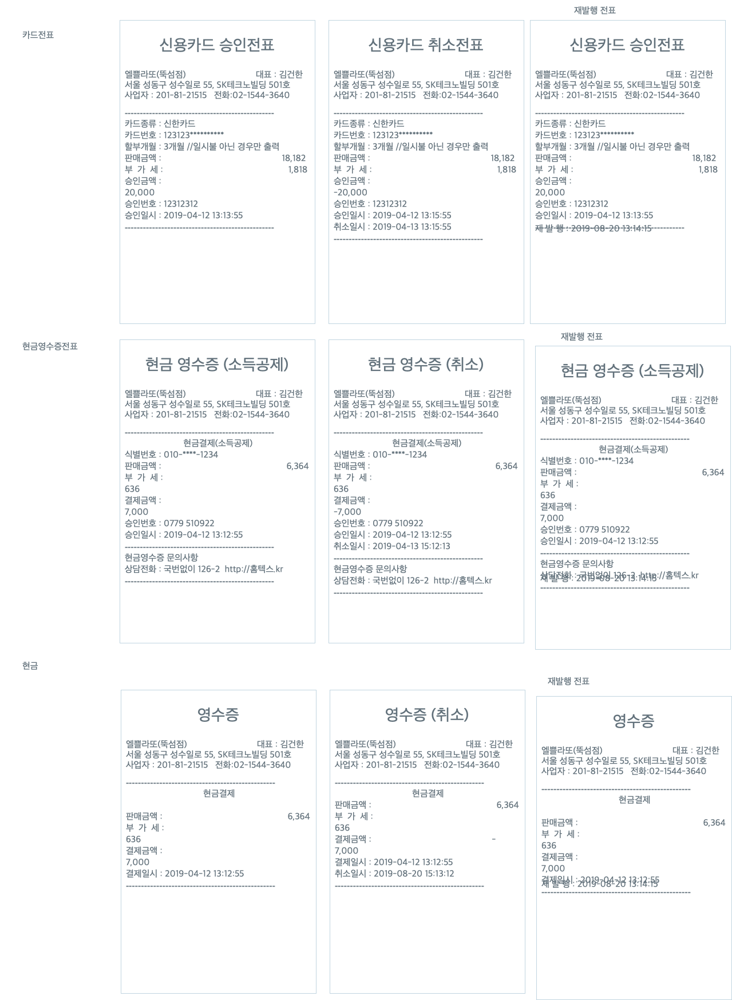 재발행 전표
카드전표
신용카드 승인전표
엘쁠라또(뚝섬점) 대표 : 김건한
서울 성동구 성수일로 55, SK테크노빌딩 501호
사업자 : 201-81-21515 전화:02-1544-3640
--------------------------------------------------
카드종류 : 신한카드
카드번호 : 123123**********
할부개월 : 3개월 //일시불 아닌 경우만 출력
판매금액 : 18,182
부 가 세 : 1,818
승인금액 :
20,000
승인번호 : 12312312
승인일시 : 2019-04-12 13:13:55
--------------------------------------------------
신용카드 취소전표
엘쁠라또(뚝섬점) 대표 : 김건한
서울 성동구 성수일로 55, SK테크노빌딩 501호
사업자 : 201-81-21515 전화:02-1544-3640
--------------------------------------------------
카드종류 : 신한카드
카드번호 : 123123**********
할부개월 : 3개월 //일시불 아닌 경우만 출력
판매금액 : 18,182
부 가 세 : 1,818
승인금액 :
-20,000
승인번호 : 12312312
승인일시 : 2019-04-12 13:15:55
취소일시 : 2019-04-13 13:15:55
--------------------------------------------------
신용카드 승인전표
엘쁠라또(뚝섬점) 대표 : 김건한
서울 성동구 성수일로 55, SK테크노빌딩 501호
사업자 : 201-81-21515 전화:02-1544-3640
--------------------------------------------------
카드종류 : 신한카드
카드번호 : 123123**********
할부개월 : 3개월 //일시불 아닌 경우만 출력
판매금액 : 18,182
부 가 세 : 1,818
승인금액 :
20,000
승인번호 : 12312312
승인일시 : 2019-04-12 13:13:55
재 발 행 : 2019-08-20 13:14:15
--------------------------------------------------
현금영수증전표
현금 영수증 (소득공제)
엘쁠라또(뚝섬점) 대표 : 김건한
서울 성동구 성수일로 55, SK테크노빌딩 501호
사업자 : 201-81-21515 전화:02-1544-3640
--------------------------------------------------
현금결제(소득공제)
식별번호 : 010-****-1234
판매금액 : 6,364
부 가 세 :
636
결제금액 :
7,000
승인번호 : 0779 510922
승인일시 : 2019-04-12 13:12:55
--------------------------------------------------
현금영수증 문의사항
상담전화 : 국번없이 126-2 http://홈텍스.kr
--------------------------------------------------
현금 영수증 (취소)
엘쁠라또(뚝섬점) 대표 : 김건한
서울 성동구 성수일로 55, SK테크노빌딩 501호
사업자 : 201-81-21515 전화:02-1544-3640
--------------------------------------------------
현금결제(소득공제)
식별번호 : 010-****-1234
판매금액 : 6,364
부 가 세 :
636
결제금액 :
-7,000
승인번호 : 0779 510922
승인일시 : 2019-04-12 13:12:55
취소일시 : 2019-04-13 15:12:13
--------------------------------------------------
현금영수증 문의사항
상담전화 : 국번없이 126-2 http://홈텍스.kr
--------------------------------------------------
재발행 전표
현금 영수증 (소득공제)
엘쁠라또(뚝섬점) 대표 : 김건한
서울 성동구 성수일로 55, SK테크노빌딩 501호
사업자 : 201-81-21515 전화:02-1544-3640
--------------------------------------------------
현금결제(소득공제)
식별번호 : 010-****-1234
판매금액 : 6,364
부 가 세 :
636
결제금액 :
7,000
승인번호 : 0779 510922
승인일시 : 2019-04-12 13:12:55
--------------------------------------------------
현금영수증 문의사항
상담전화 : 국번없이 126-2 http://홈텍스.kr
재 발 행 : 2019-08-20 13:14:15
--------------------------------------------------
현금
영수증
엘쁠라또(뚝섬점) 대표 : 김건한
서울 성동구 성수일로 55, SK테크노빌딩 501호
사업자 : 201-81-21515 전화:02-1544-3640
--------------------------------------------------
현금결제
판매금액 : 6,364
부 가 세 :
636
결제금액 :
7,000
결제일시 : 2019-04-12 13:12:55
--------------------------------------------------
영수증 (취소)
엘쁠라또(뚝섬점) 대표 : 김건한
서울 성동구 성수일로 55, SK테크노빌딩 501호
사업자 : 201-81-21515 전화:02-1544-3640
--------------------------------------------------
현금결제
판매금액 : 6,364
부 가 세 :
636
결제금액 : -
7,000
결제일시 : 2019-04-12 13:12:55
취소일시 : 2019-08-20 15:13:12
--------------------------------------------------
재발행 전표
영수증
엘쁠라또(뚝섬점) 대표 : 김건한
서울 성동구 성수일로 55, SK테크노빌딩 501호
사업자 : 201-81-21515 전화:02-1544-3640
--------------------------------------------------
현금결제
판매금액 : 6,364
부 가 세 :
636
결제금액 :
7,000
결제일시 : 2019-04-12 13:12:55
재 발 행 : 2019-08-20 13:14:15
--------------------------------------------------